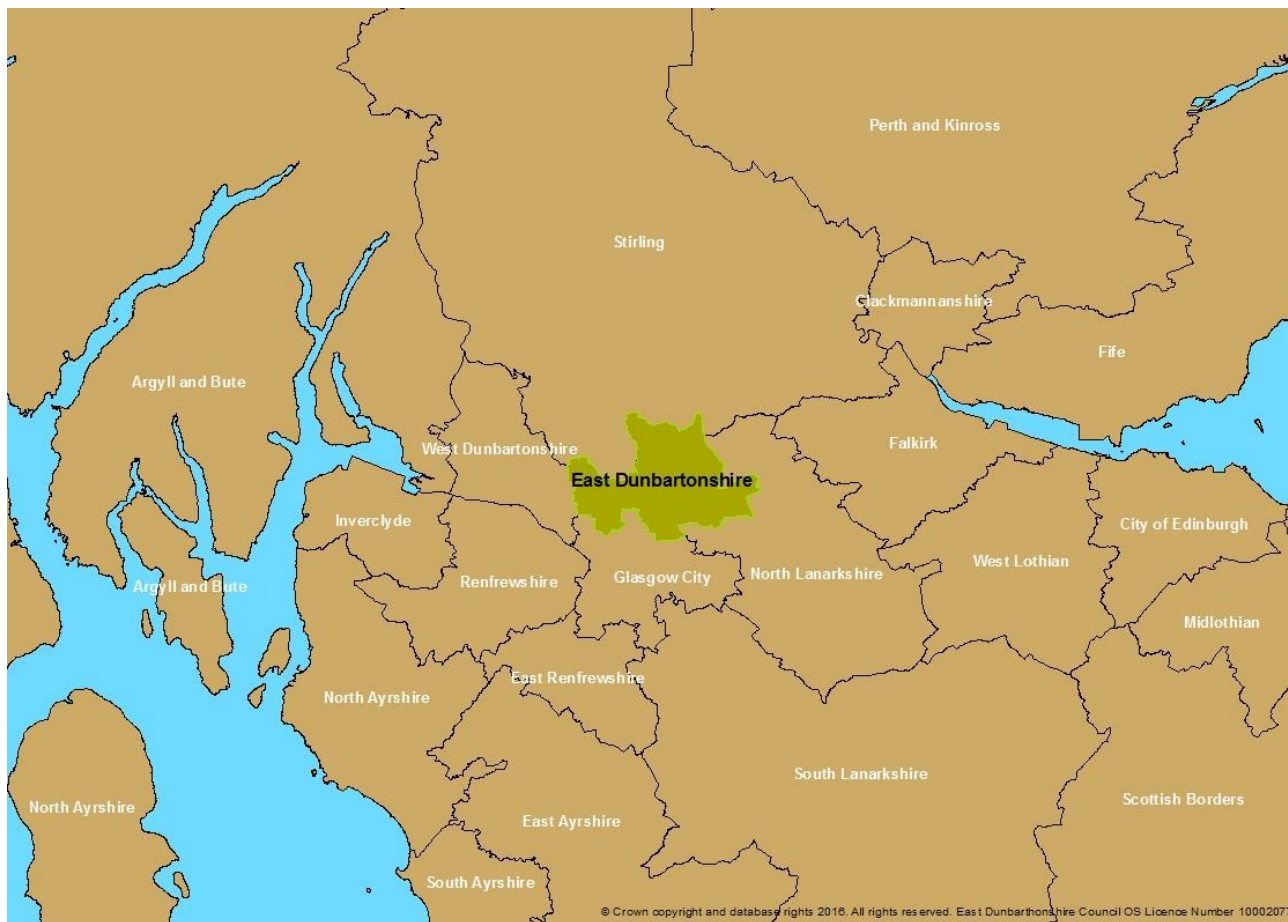 Perth and Kinross
Stirling
Clackmannanshire
Fife
Argyll and Bute
West Dunbartonshire
Falkirk
East Dunbartonshire
Inverclyde
City of Edinburgh
Argyll and Bute
Renfrewshire
Glasgow City
North Lanarkshire
West Lothian
Midlothian
East Renfrewshire
North Ayrshire
South Lanarkshire
Scottish Borders
North Ayrshire
East Ayrshire
South Ayrshire
© Crown copyright and database rights 2016. All rights reserved. East Dunbarthonshire Council OS Licence Number 1000207